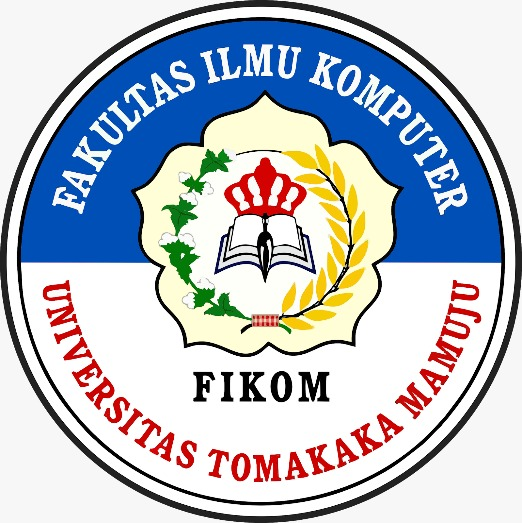 FAKULTAS ILMU KOMPUTER
FIKOM
UNIVERSITAS TOMAKAKA MAMUJU